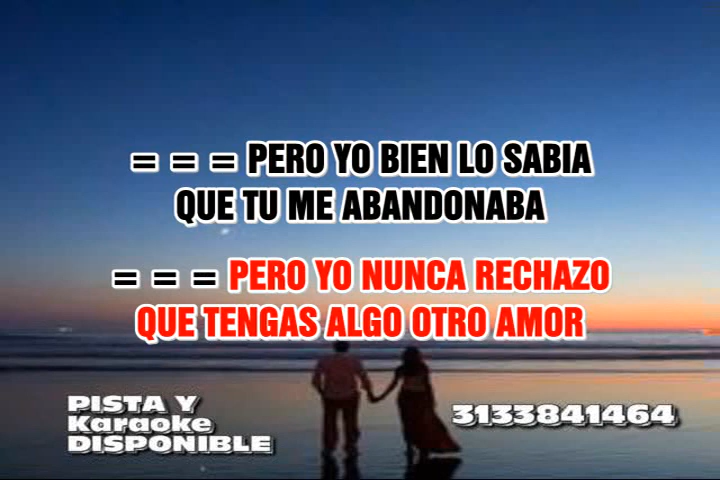 = = = PERO YO BIEN LO SABIA
QUE TU ME ABANDONABA
= = = PERO YO NUNCA RECHAZO
QUE TENGAS ALGO OTRO AMOR
PISTA Y
Karaoke
DISPONIBLE
3133841464